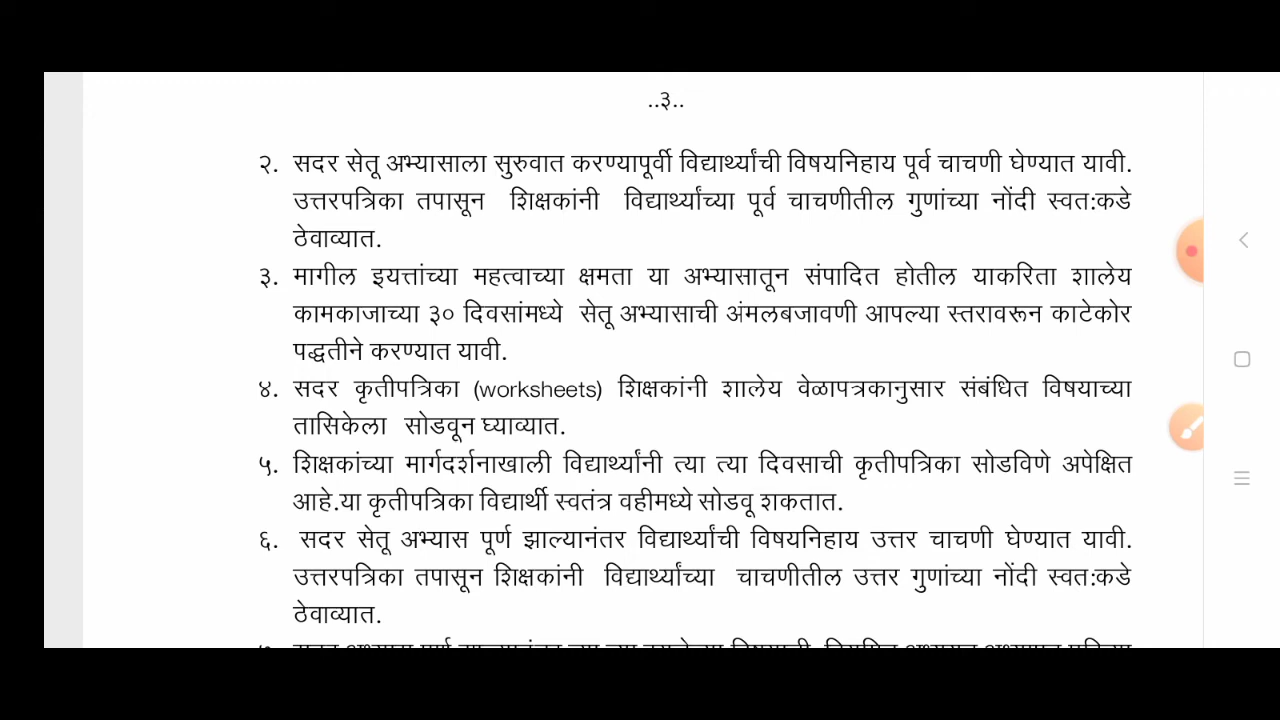 ..३..
२. सदर सेतू अभ्यासाला सुरुवात करण्यापूर्वी विद्यार्थ्यांची विषयनिहाय पूर्व चाचणी घेण्यात यावी.
उत्तरपत्रिका तपासून शिक्षकांनी विद्यार्थ्यांच्या पूर्व चाचणीतील गुणांच्या नोंदी स्वत:कडे
ठेवाव्यात.
३. मागील इयत्तांच्या महत्वाच्या क्षमता या अभ्यासातून संपादित होतील याकरिता शालेय
कामकाजाच्या ३० दिवसांमध्ये सेतू अभ्यासाची अंमलबजावणी आपल्या स्तरावरून काटेकोर
पद्धतीने करण्यात यावी.
४. सदर कृतीपत्रिका (worksheets) शिक्षकांनी शालेय वेळापत्रकानुसार संबंधित विषयाच्या
तासिकेला सोडवून घ्याव्यात.
५. शिक्षकांच्या मार्गदर्शनाखाली विद्यार्थ्यांनी त्या त्या दिवसाची कृतीपत्रिका सोडविणे अपेक्षित
आहे.या कृतीपत्रिका विद्यार्थी स्वतंत्र वहीमध्ये सोडवू शकतात.
६. सदर सेतू अभ्यास पूर्ण झाल्यानंतर विद्यार्थ्यांची विषयनिहाय उत्तर चाचणी घेण्यात यावी.
उत्तरपत्रिका तपासून शिक्षकांनी विद्यार्थ्यांच्या चाचणीतील उत्तर गुणांच्या नोंदी स्वत:कडे
ठेवाव्यात.